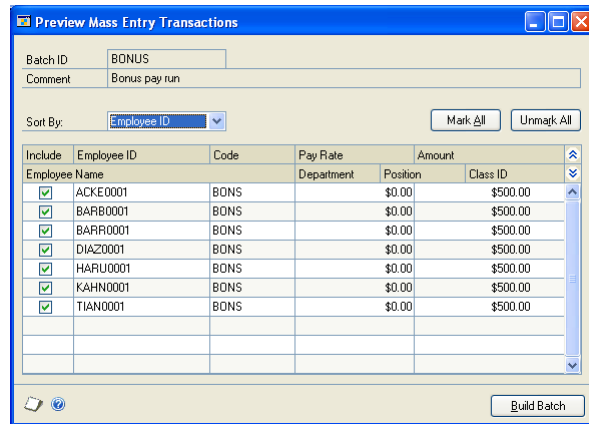 Preview Mass Entry Transactions
Batch ID BONUS
Comment Bonus pay run
Sort By: Employee ID Mark All Unmark All
Include Employee ID Code Pay Rate Amount
Employee Name Department Position Class ID
ACKE0001 BONS $0.00 $500.00
BARB0001 BONS $0.00 $500.00
BARR0001 BONS $0.00 $500.00
DIAZ0001 BONS $0.00 $500.00
HARU0001 BONS $0.00 $500.00
KAHN0001 BONS $0.00 $500.00
TIAN0001 BONS $0.00 $500.00
Build Batch